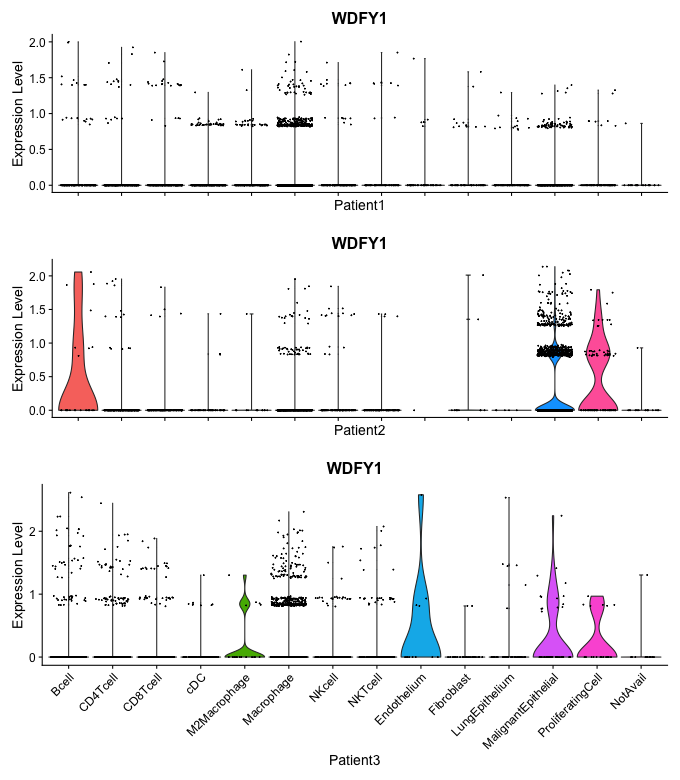 WDFY1
Expression Level
2.0
1.5
1.0
0.5
0.0
Patient1
WDFY1
Expression Level
2.0
1.5
1.0
0.5
0.0
Patient2
WDFY1
Expression Level
2
1
0
Bcell
CD4Tcell
CD8Tcell
cDC
M2Macrophage
Macrophage
NKcell
NKTcell
Endothelium
Fibroblast
LungEpithelium
MalignantEpithelial
ProliferatingCell
NotAvail
Patient3